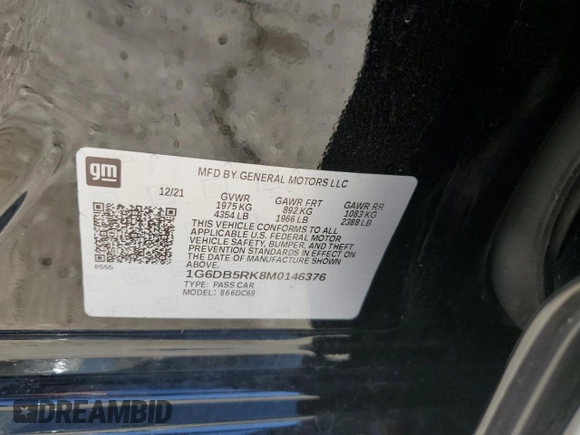 gm
MFD BY GENERAL MOTORS LLC
12/21
GVWR GAWR FRT GAWR RR
1975 KG 892 KG 1083 KG
4354 LB 1966 LB 2388 LB
THIS VEHICLE CONFORMS TO ALL
APPLICABLE U.S. FEDERAL MOTOR
VEHICLE SAFETY, BUMPER, AND THEFT
PREVENTION STANDARDS IN EFFECT ON
THE DATE OF MANUFACTURE SHOWN
ABOVE.
1G6DB5RK8M0146376
TYPE: PASS CAR
MODEL: 866DC69
DREAMBID